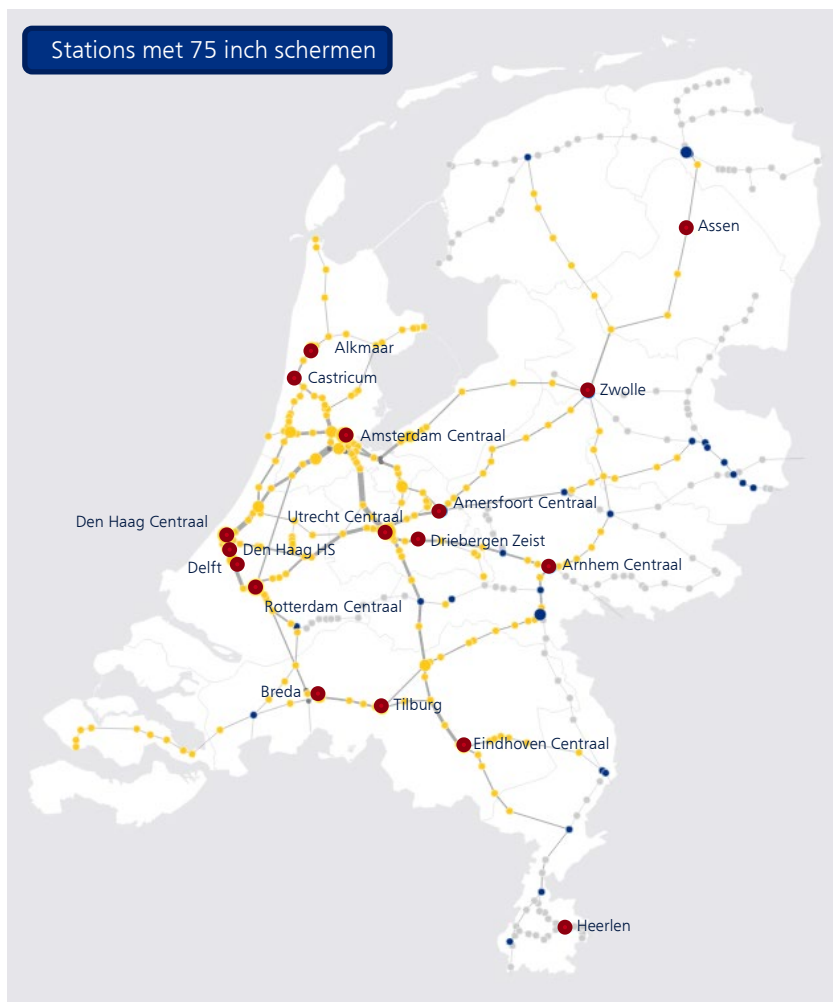 Stations met 75 inch schermen
Assen
Alkmaar
Castricum
Zwolle
Amsterdam Centraal
Amersfoort Centraal
Utrecht Centraal
Den Haag Centraal
Driebergen Zeist
Den Haag HS
Delft
Arnhem Centraal
Rotterdam Centraal
Breda
Tilburg
Eindhoven Centraal
Heerlen